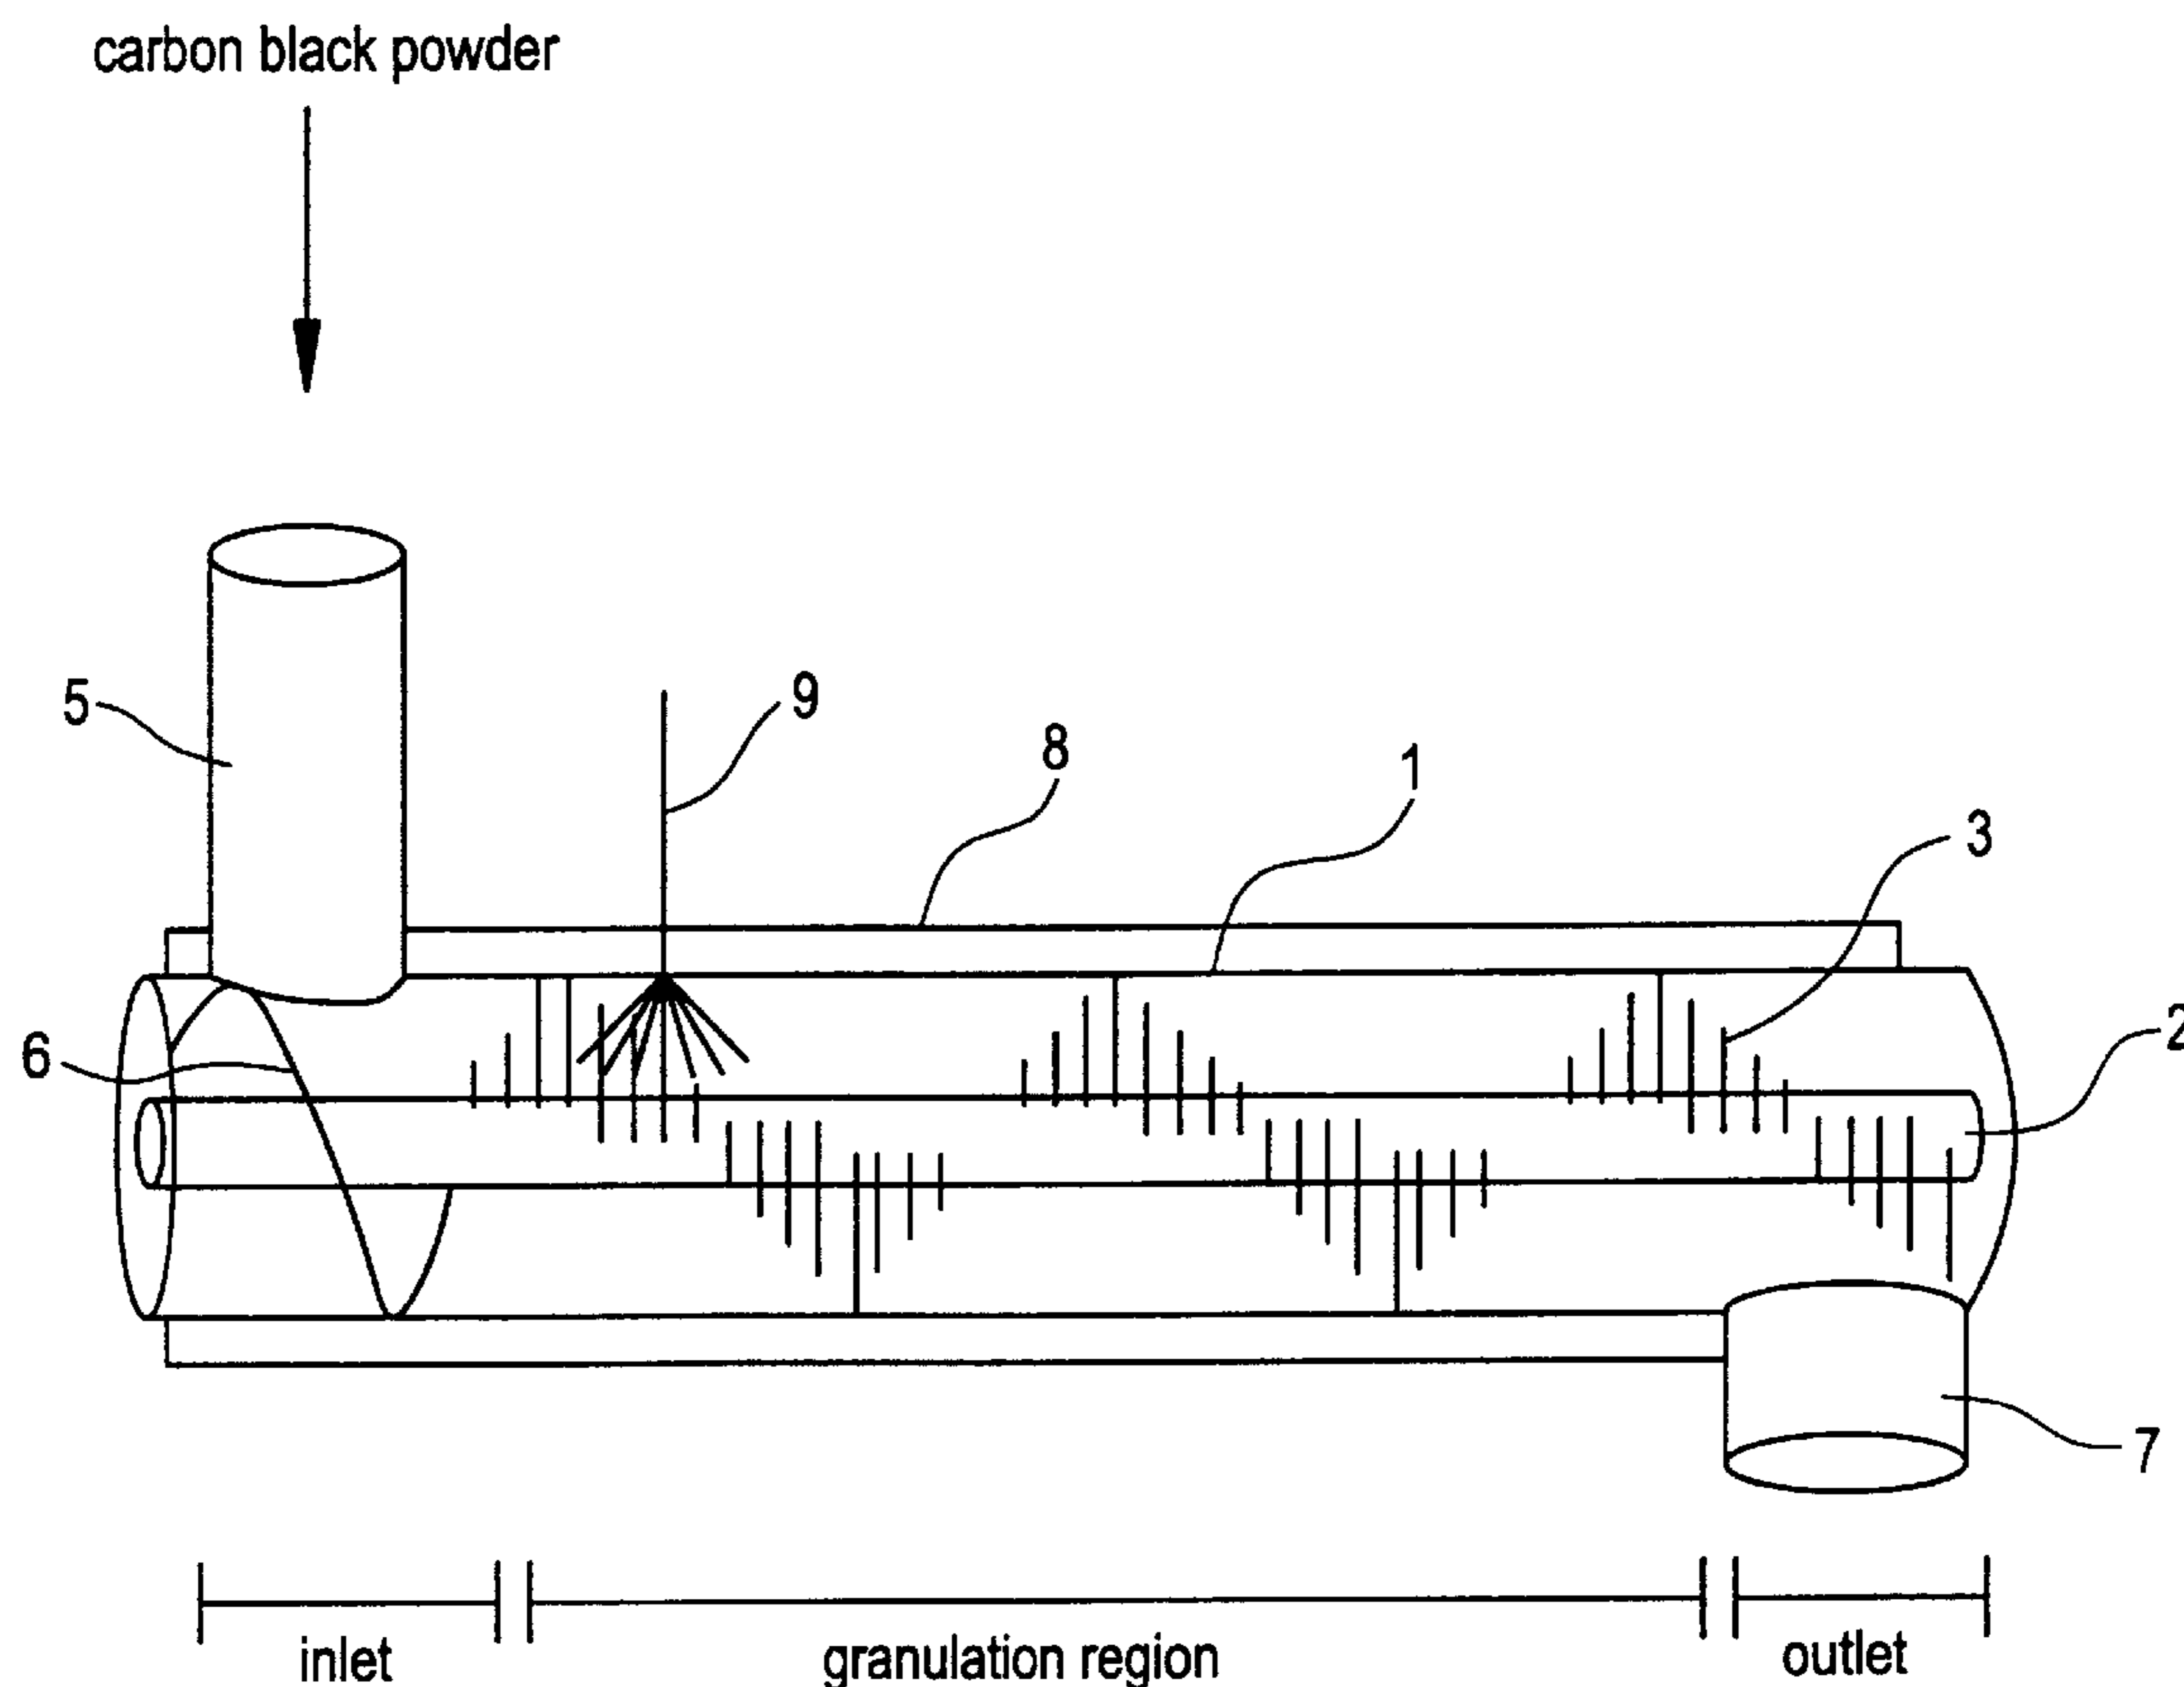 carbon black powder
5
9
8
1
3
6
2
7
inlet
granulation region
outlet